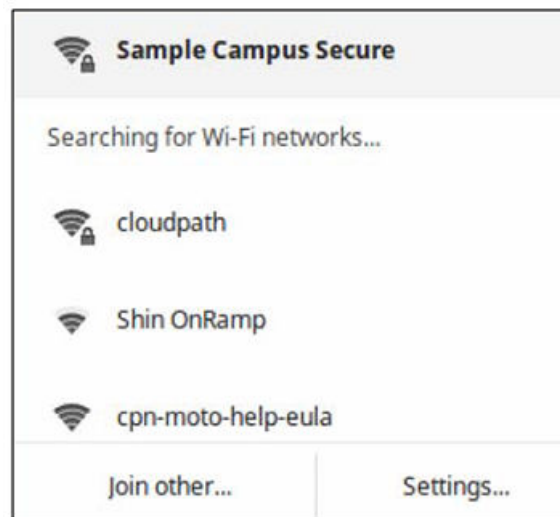 Sample Campus Secure
Searching for Wi-Fi networks...
cloudpath
Shin OnRamp
cpn-moto-help-eula
Join other...
Settings...